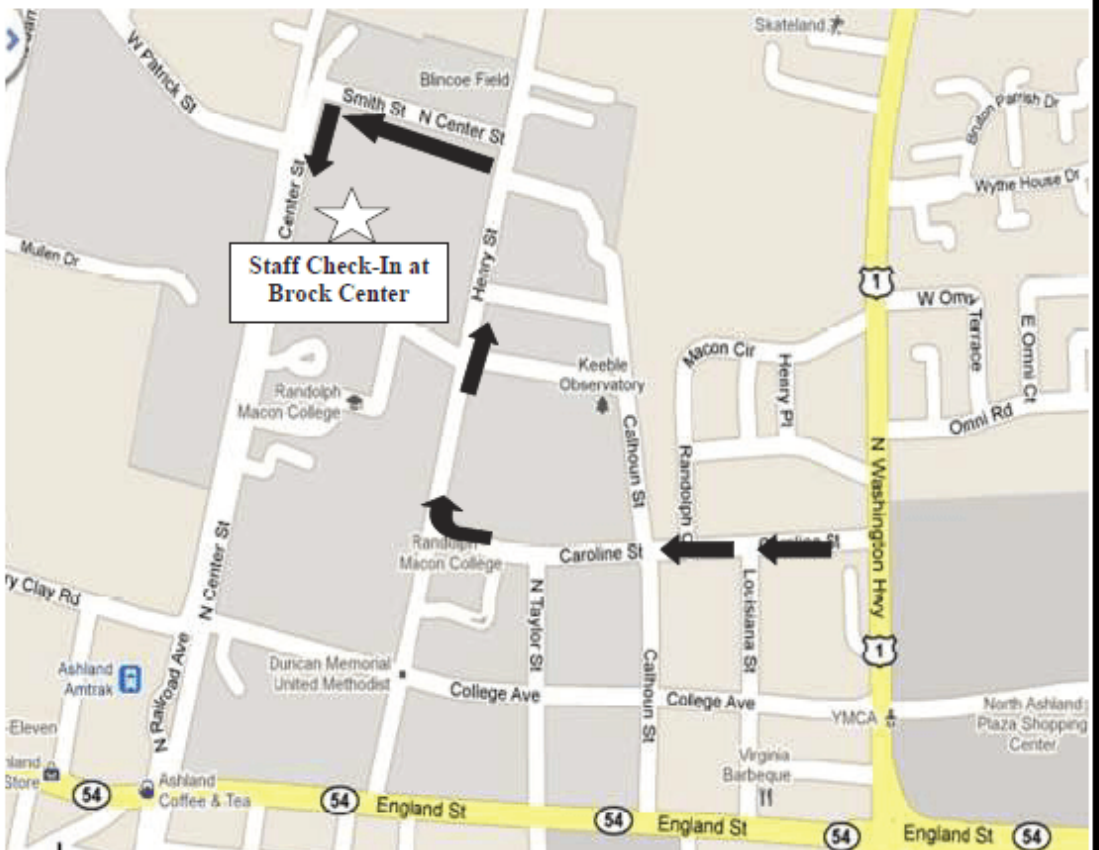 Skateland
W Patrick St
Blincoe Field
Smith St N Center St
Bruton Parrish Dr
Wythe House Dr
Center St
Mullen Dr
Staff Check-In at
Brock Center
Henry St
1
W Omni
Terrace
E Omni Ct
Macon Cir
Henry Pl
Keeble
Observatory
Randolph
Macon College
Omni Rd
Calhoun St
Randolph
N Washington Hwy
Randolph
Macon College
Caroline St
Caroline St
N Center St
N Taylor St
Louisiana St
ry Clay Rd
1
Ashland
Amtrak
Duncan Memorial
United Methodist
Calhoun St
N Railroad Ave
College Ave
College Ave
YMCA
North Ashland
Plaza Shopping
Center
-Eleven
hland
Store
Virginia
Barbeque
54
Ashland
Coffee & Tea
54
England St
54
England St
54
England St
54